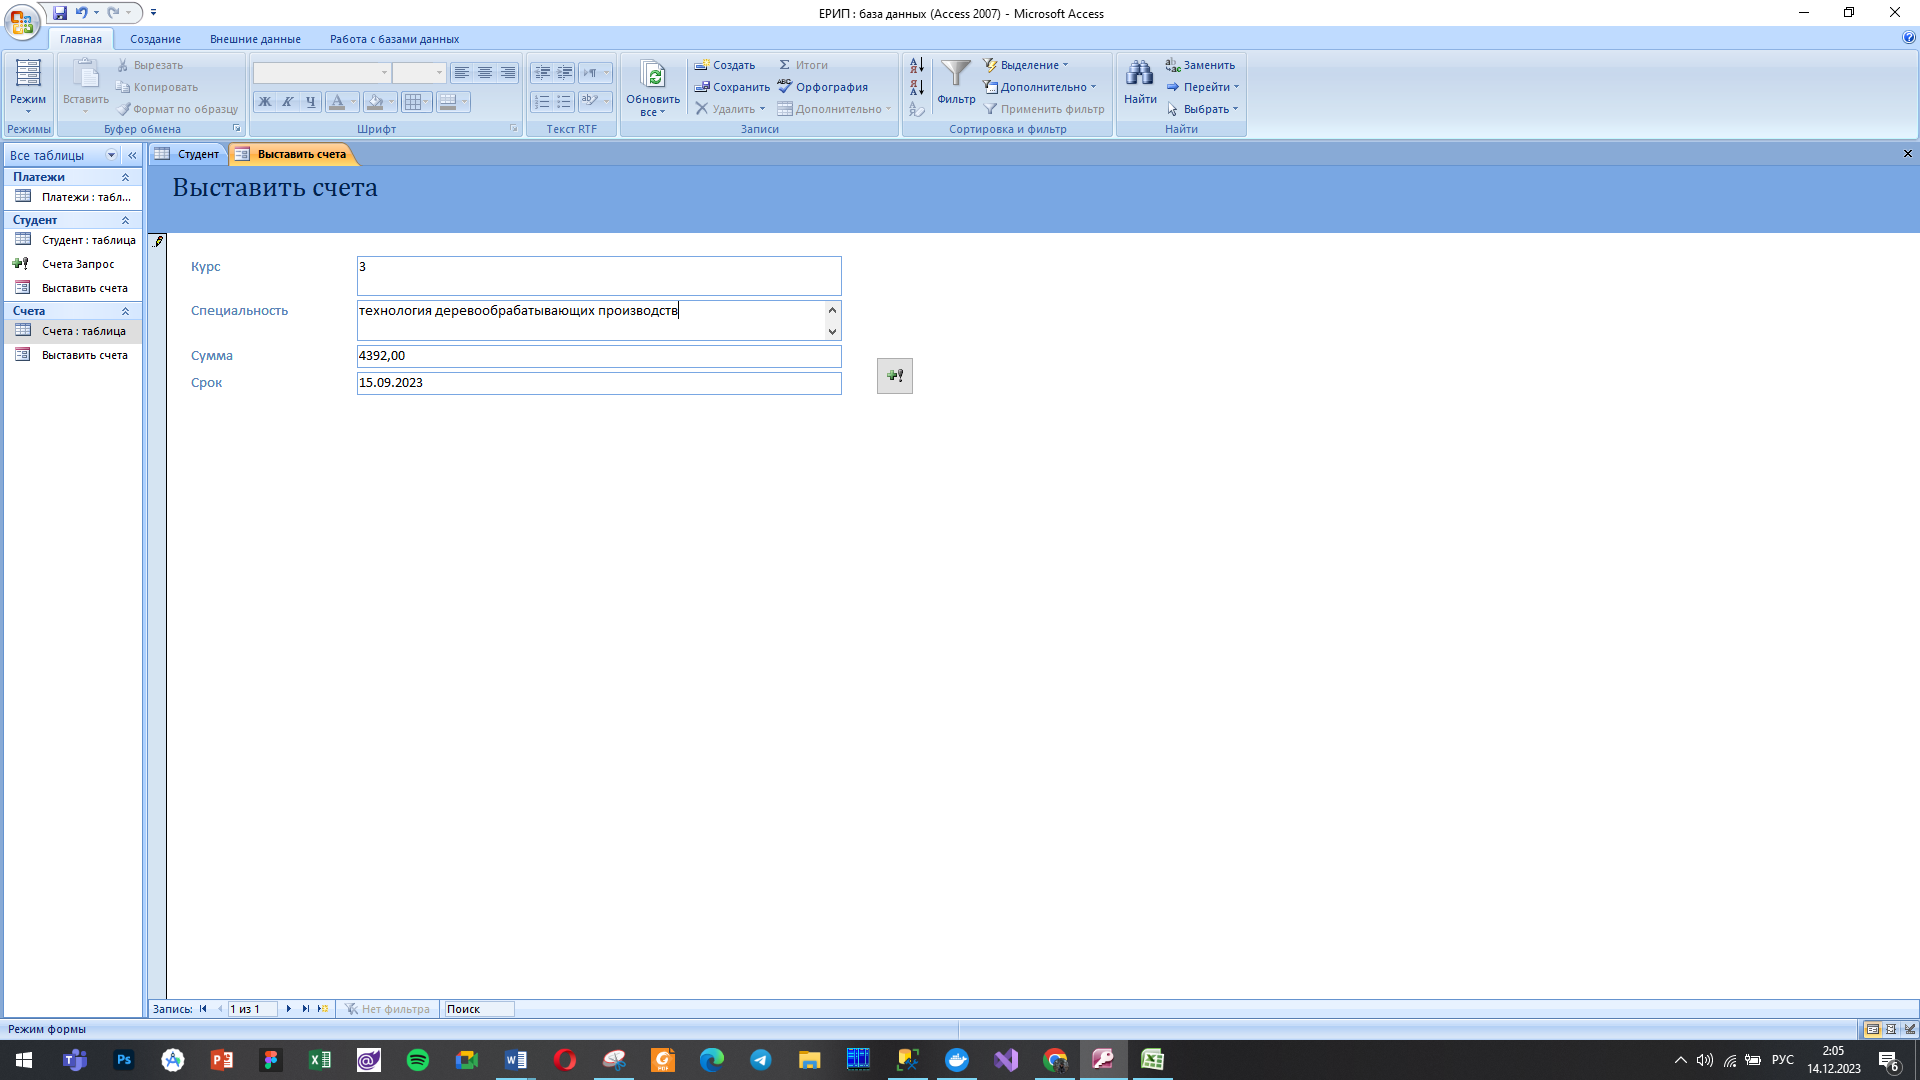 ЕРИП : база данных (Access 2007) - Microsoft Access
Главная Создание Внешние данные Работа с базами данных
Режим
Режимы
Вставить
Вырезать
Копировать
Формат по образцу
Буфер обмена
Ж К Ч А
Шрифт
Текст RTF
Обновить
все
Создать
Сохранить
Удалить
Итоги
Орфография
Дополнительно
Записи
Фильтр
Выделение
Дополнительно
Применить фильтр
Сортировка и фильтр
Найти
Заменить
Перейти
Выбрать
Найти
Все таблицы
Платежи
Платежи : табл...
Студент
Студент : таблица
Счета Запрос
Выставить счета
Счета
Счета : таблица
Выставить счета
Студент Выставить счета
Выставить счета
Курс 3
Специальность технология деревообрабатывающих производств
Сумма 4392,00
Срок 15.09.2023
Запись: 1 из 1 Нет фильтра Поиск
Режим формы
РУС
2:05
14.12.2023
6